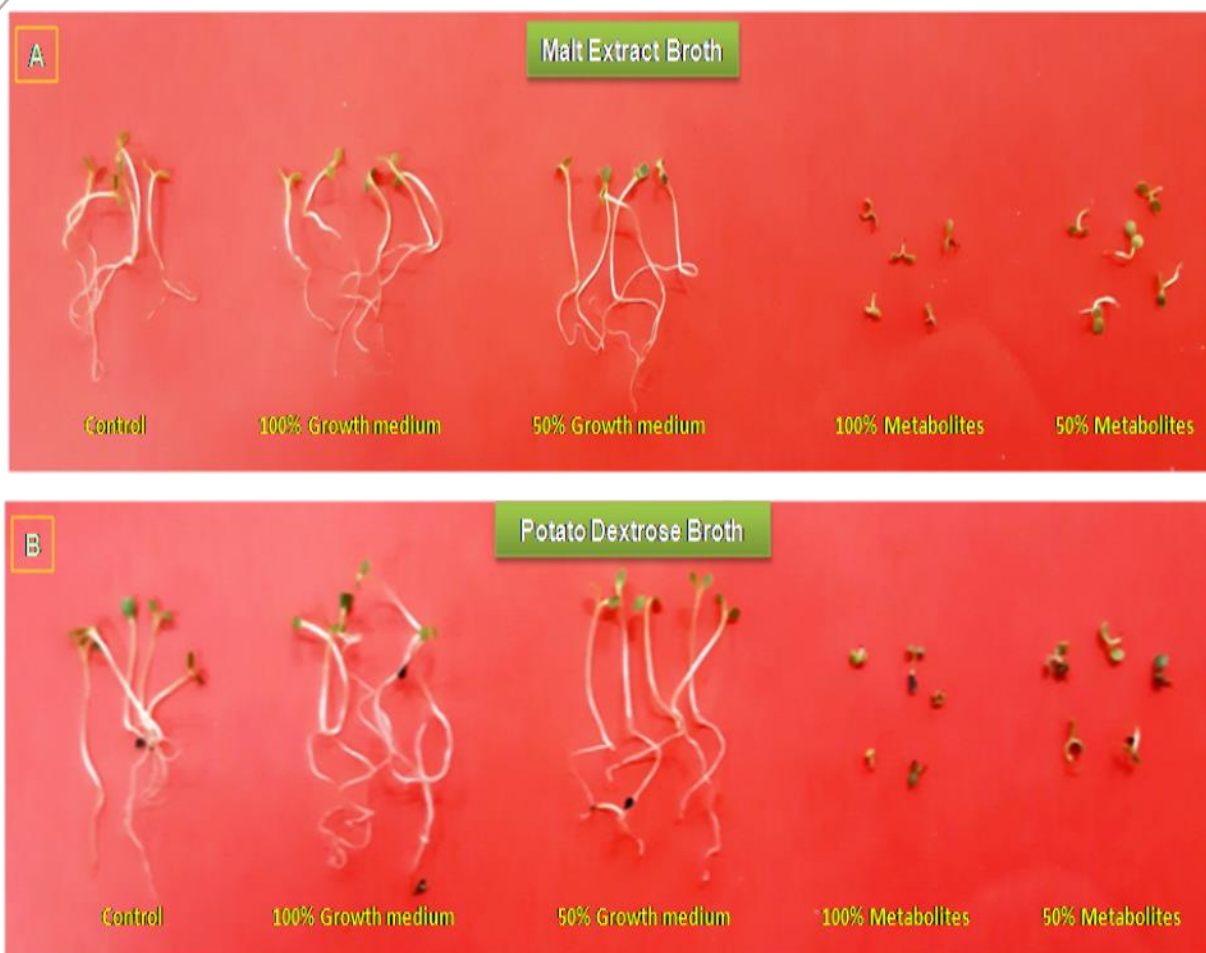 A
Malt Extract Broth
Control
100% Growth medium
50% Growth medium
100% Metabolites
50% Metabolites
B
Potato Dextrose Broth
Control
100% Growth medium
50% Growth medium
100% Metabolites
50% Metabolites